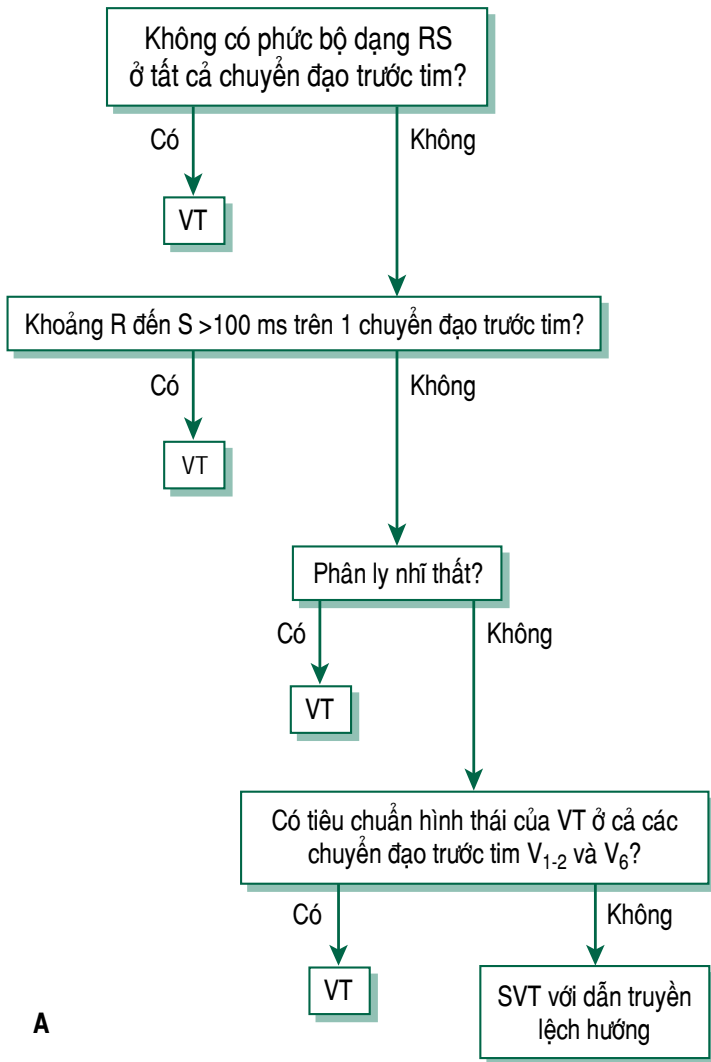 Không có phức bộ dạng RS
ở tất cả chuyển đạo trước tim?
Có
Không
VT
Khoảng R đến S >100 ms trên 1 chuyển đạo trước tim?
Có
Không
VT
Phân ly nhĩ thất?
Có
Không
VT
Có tiêu chuẩn hình thái của VT ở cả các
chuyển đạo trước tim V1-2 và V6?
Có
Không
VT
SVT với dẫn truyền
lệch hướng
A